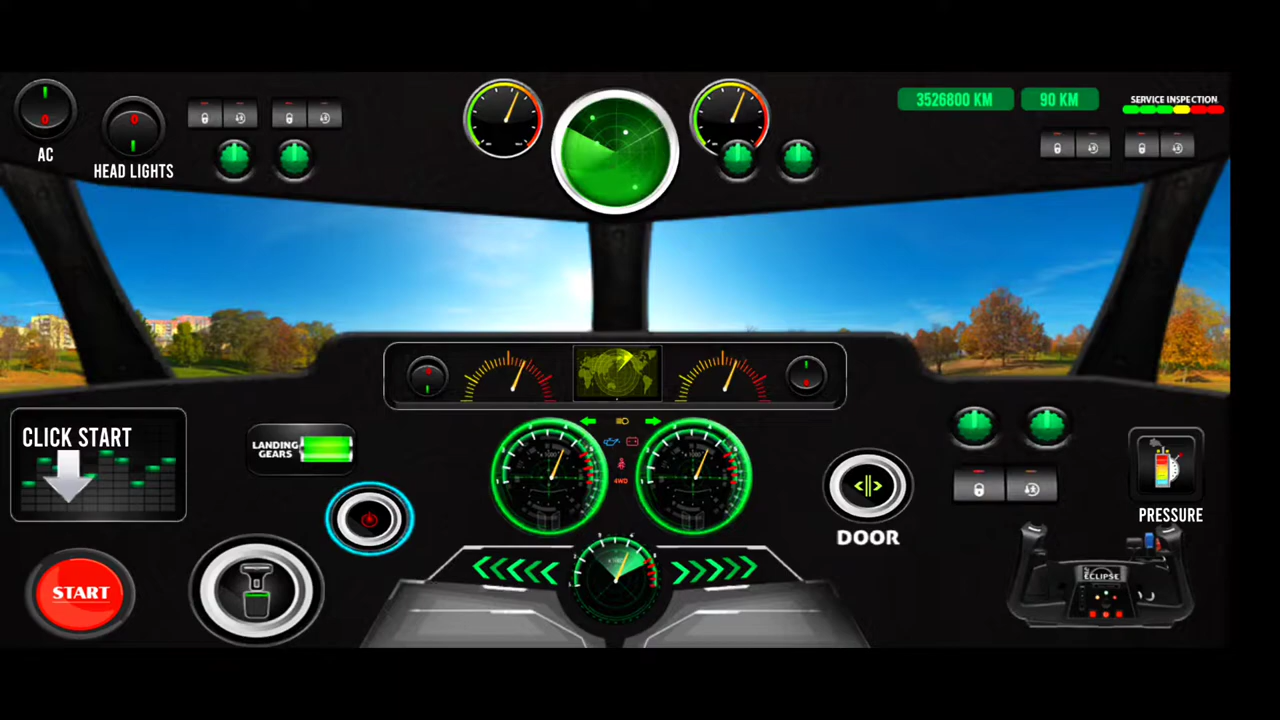 AC
HEAD LIGHTS
3526800 KM
90 KM
SERVICE INSPECTION
CLICK START
LANDING
GEARS
4WD
DOOR
PRESSURE
ECLIPSE
START